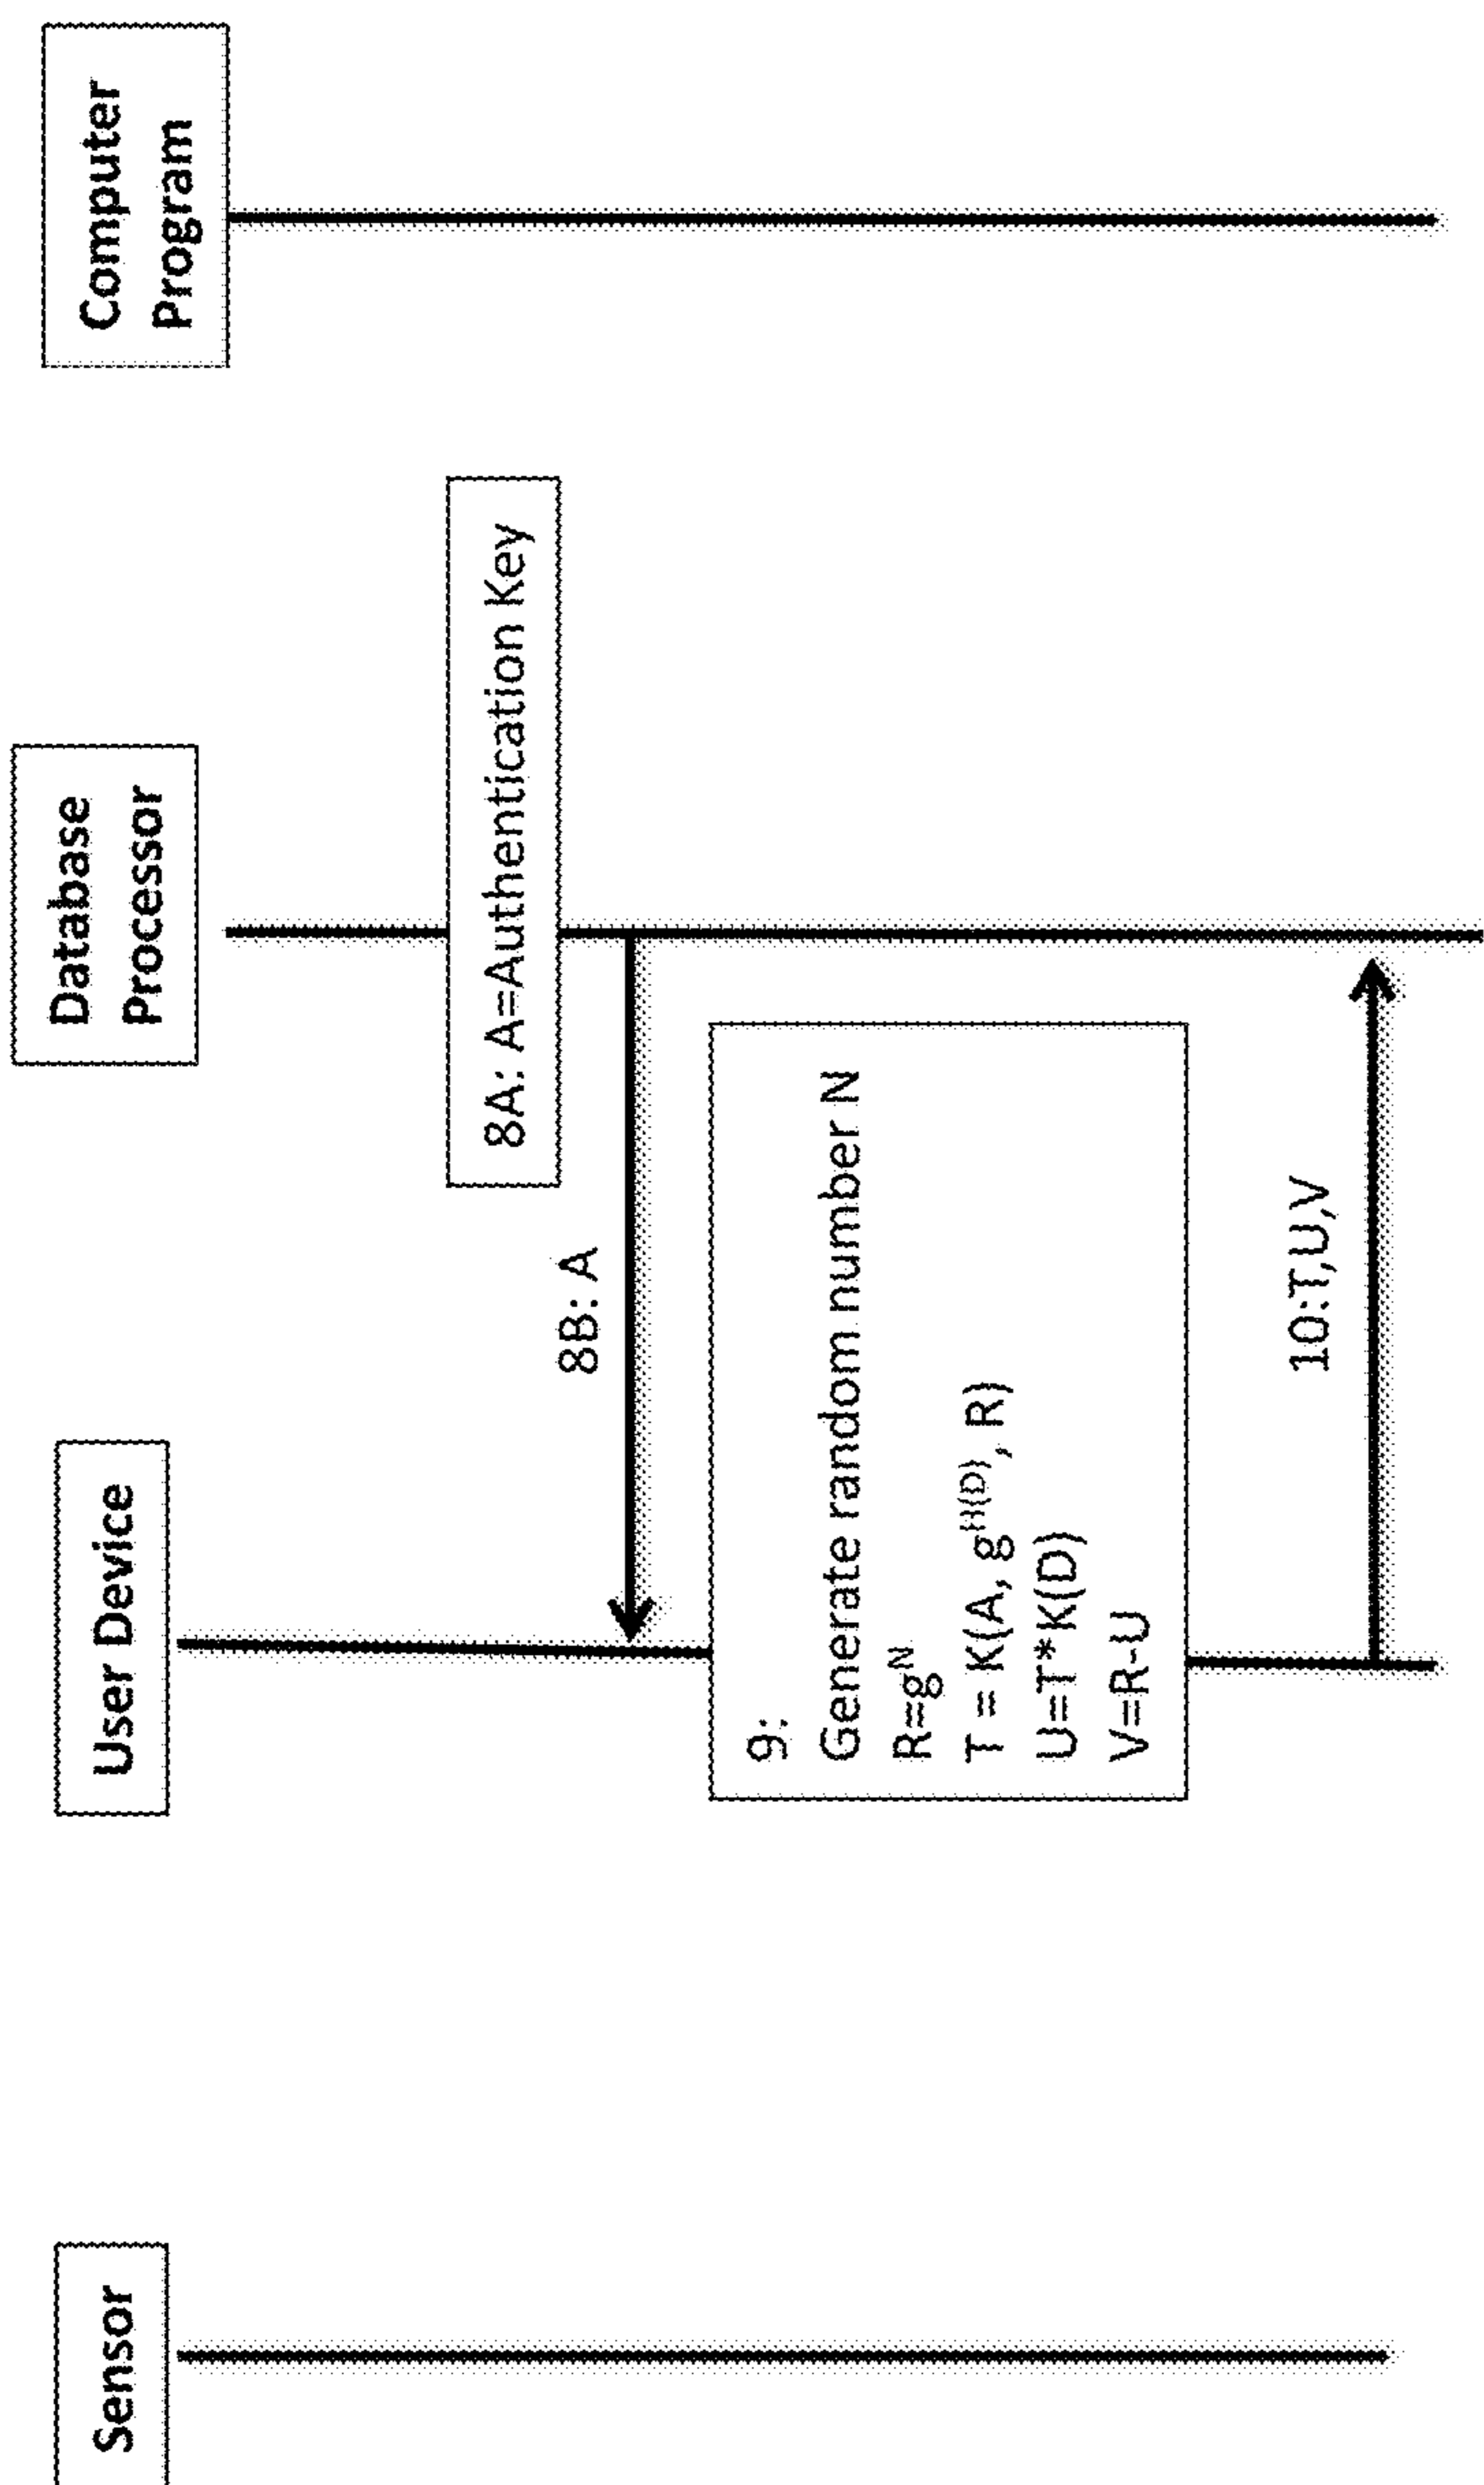 Sensor
User Device
Database
Processor
Computer
Program
8A: A=Authentication Key
8B: A
9:
Generate random number N
R=g^N
T = K(A, g^H(D), R)
U=T*K(D)
V=R-U
10:T,U,V